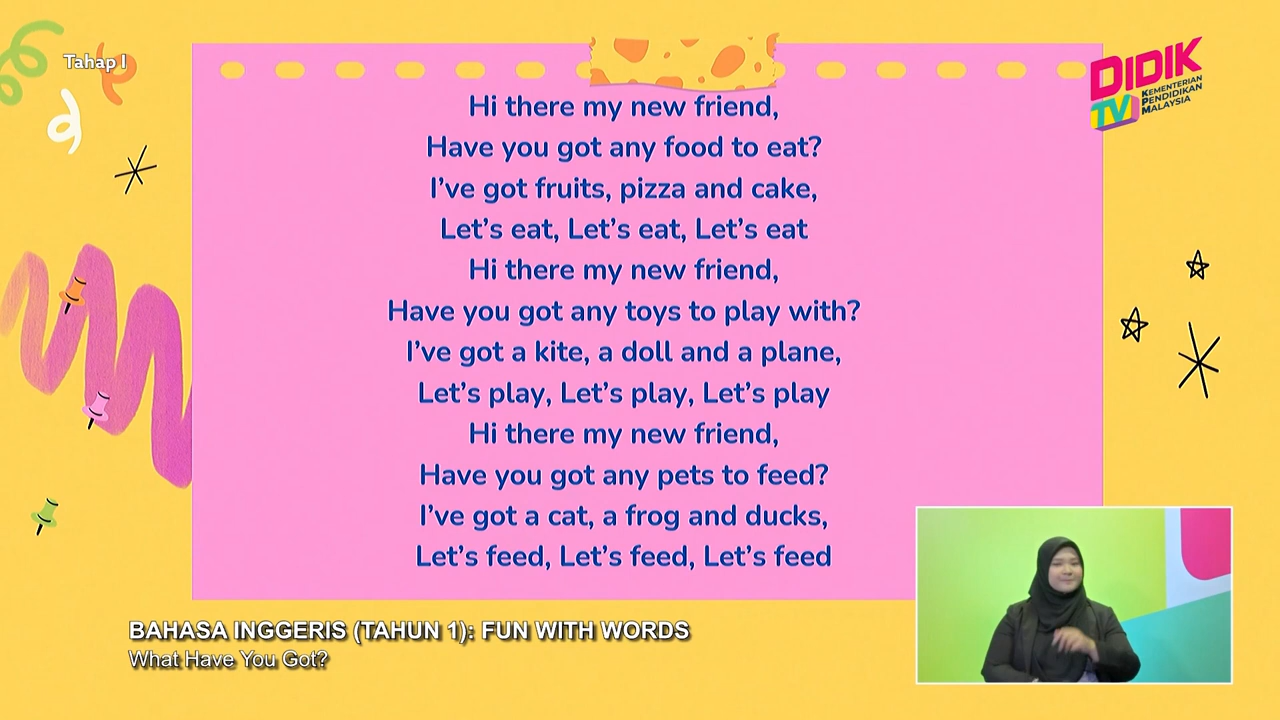 Tahap I
DIDIK
TV
KEMENTERIAN
PENDIDIKAN
MALAYSIA
Hi there my new friend,
Have you got any food to eat?
I’ve got fruits, pizza and cake,
Let’s eat, Let’s eat, Let’s eat
Hi there my new friend,
Have you got any toys to play with?
I’ve got a kite, a doll and a plane,
Let’s play, Let’s play, Let’s play
Hi there my new friend,
Have you got any pets to feed?
I’ve got a cat, a frog and ducks,
Let’s feed, Let’s feed, Let’s feed
BAHASA INGGERIS (TAHUN 1): FUN WITH WORDS
What Have You Got?